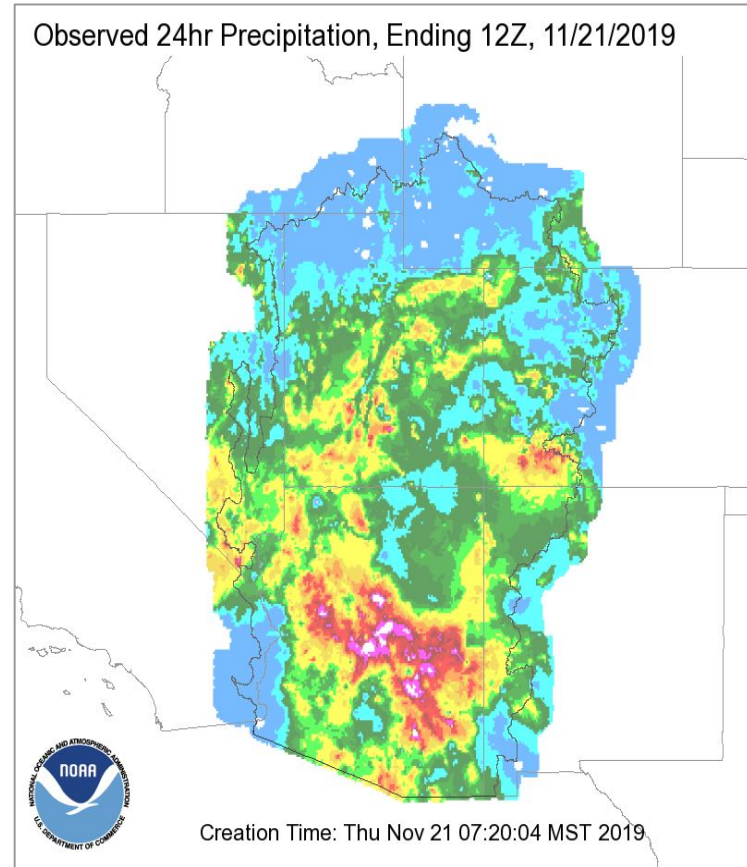 Observed 24hr Precipitation, Ending 12Z, 11/21/2019
NATIONAL OCEANIC AND ATMOSPHERIC ADMINISTRATION
NOAA
U.S. DEPARTMENT OF COMMERCE
Creation Time: Thu Nov 21 07:20:04 MST 2019